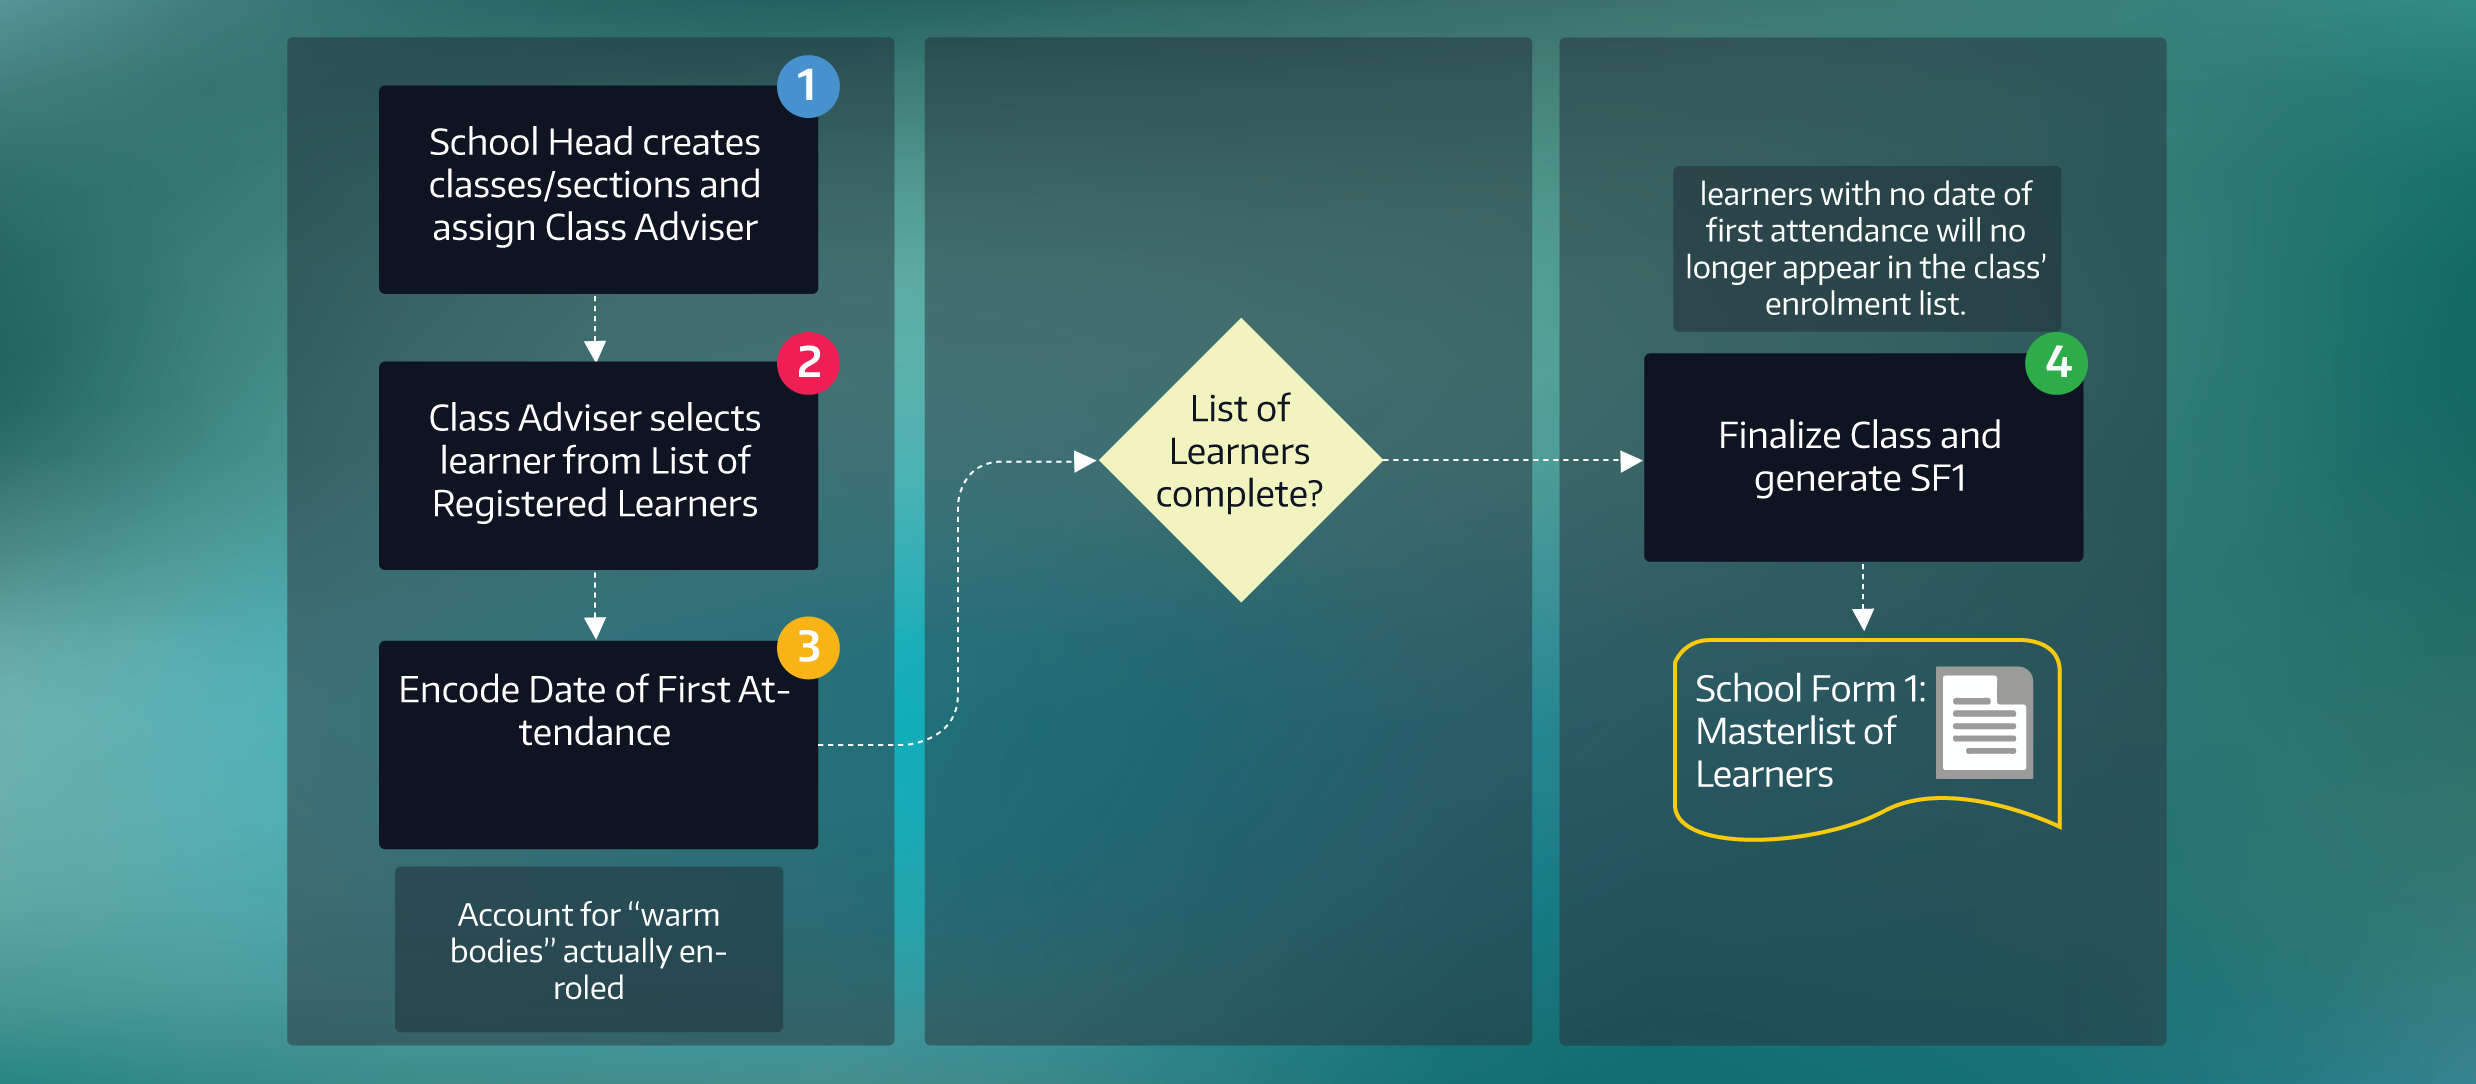 1
School Head creates
classes/sections and
assign Class Adviser
2
Class Adviser selects
learner from List of
Registered Learners
3
Encode Date of First At-
tendance
Account for “warm
bodies” actually en-
roled
List of
Learners
complete?
learners with no date of
first attendance will no
longer appear in the class’
enrolment list.
4
Finalize Class and
generate SF1
School Form 1:
Masterlist of
Learners